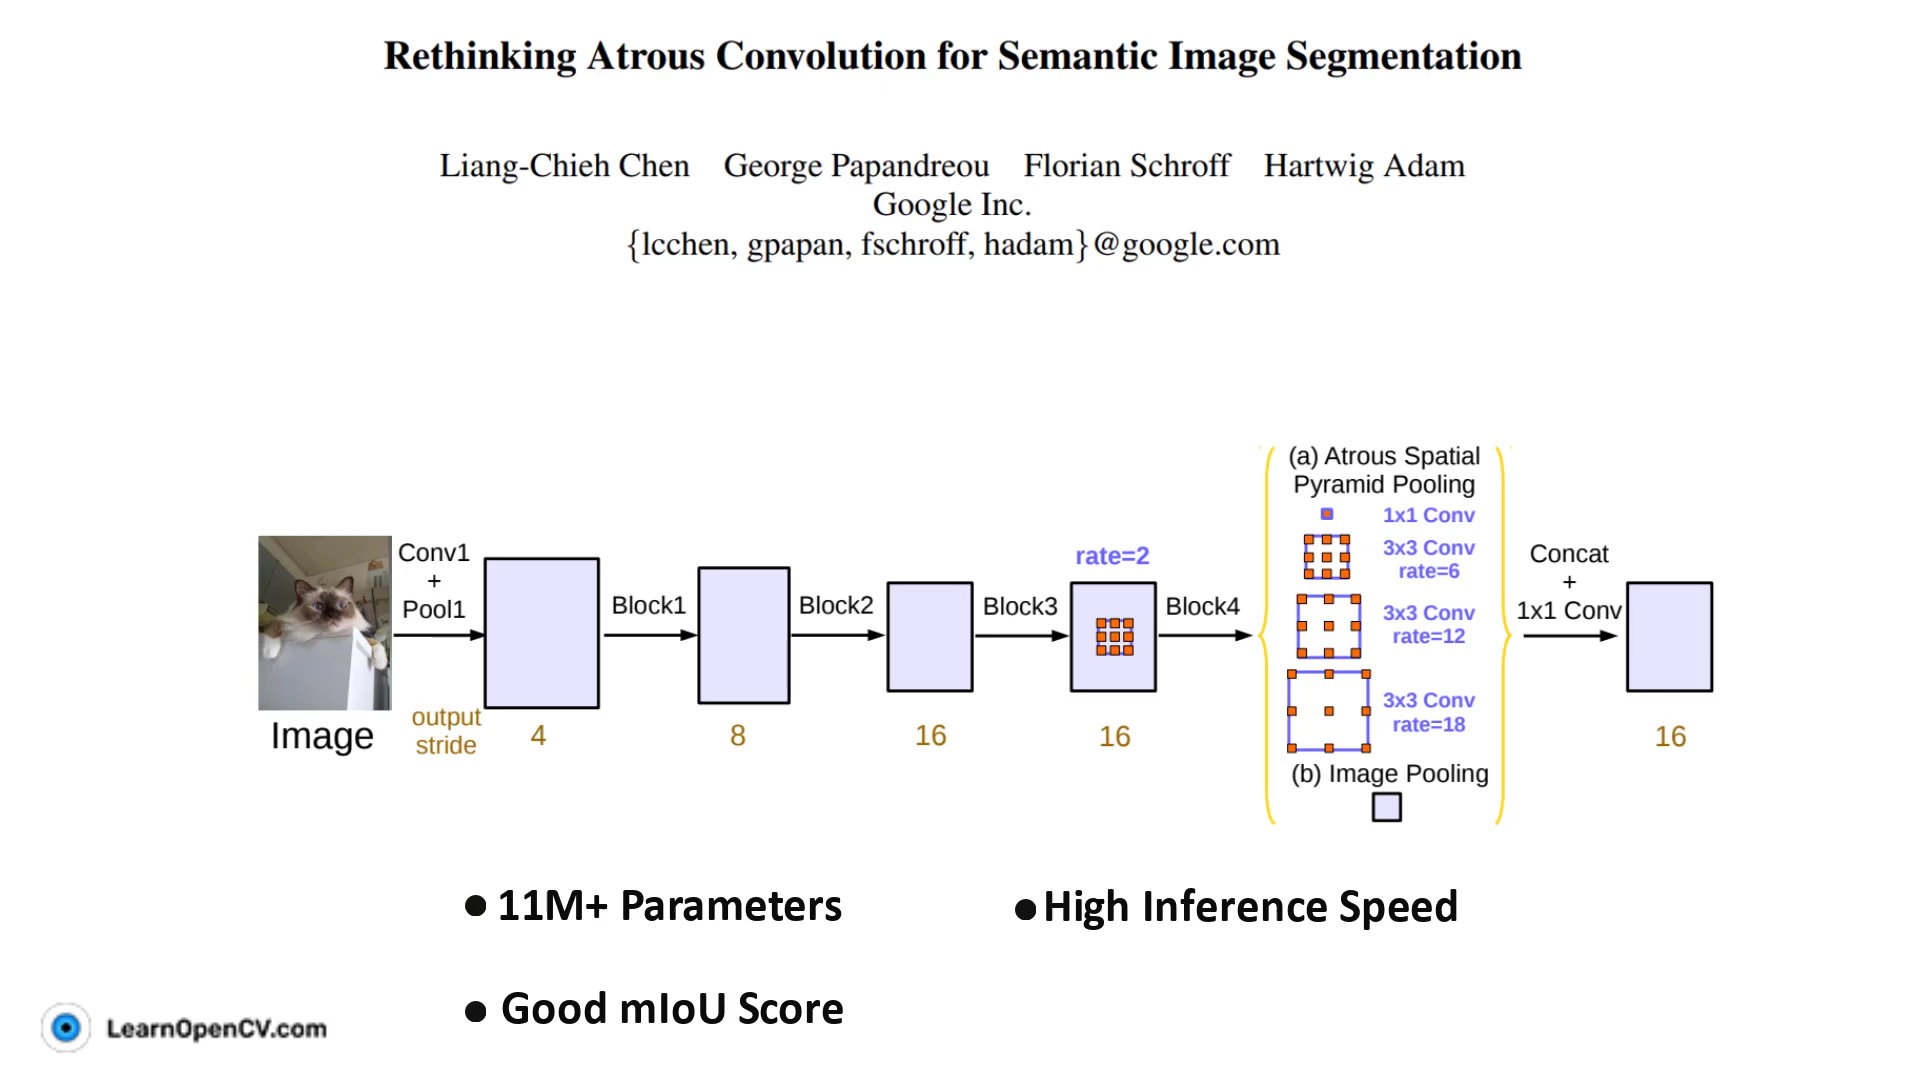 Rethinking Atrous Convolution for Semantic Image Segmentation
Liang-Chieh Chen George Papandreou Florian Schroff Hartwig Adam
Google Inc.
{lcchen, gpapan, fschroff, hadam}@google.com
Image
Conv1
+
Pool1
output
stride
4
Block1
8
Block2
16
Block3
rate=2
16
Block4
(a) Atrous Spatial
Pyramid Pooling
1x1 Conv
3x3 Conv
rate=6
3x3 Conv
rate=12
3x3 Conv
rate=18
(b) Image Pooling
Concat
+
1x1 Conv
16
• 11M+ Parameters
• High Inference Speed
• Good mIoU Score
LearnOpenCV.com